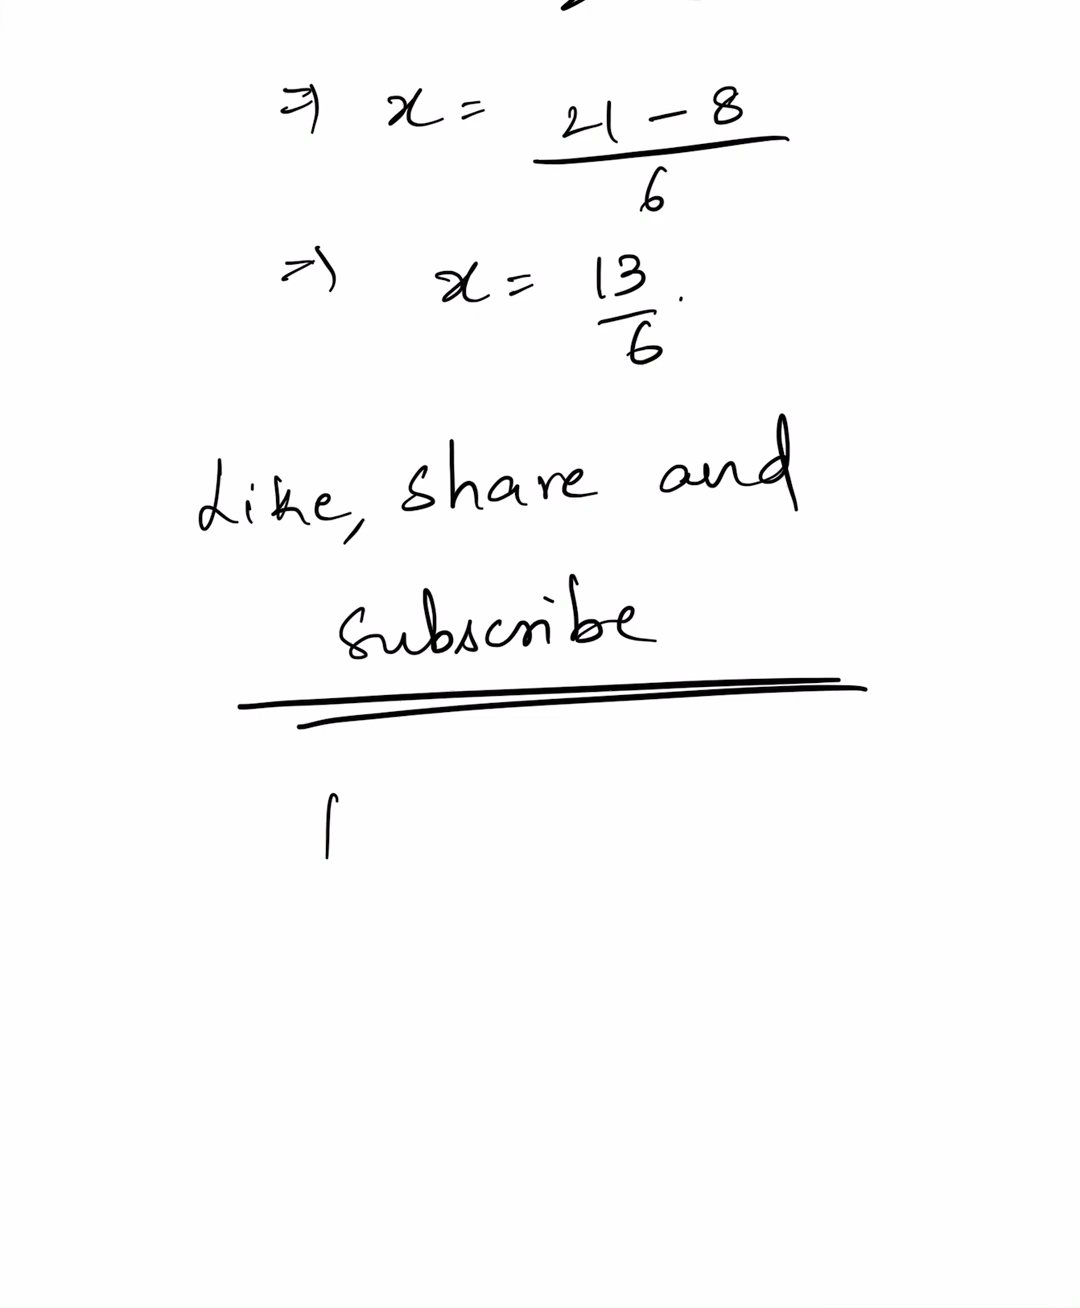 ⇒ x = 21 - 8 / 6
⇒ x = 13 / 6 .
Like, share and
subscribe